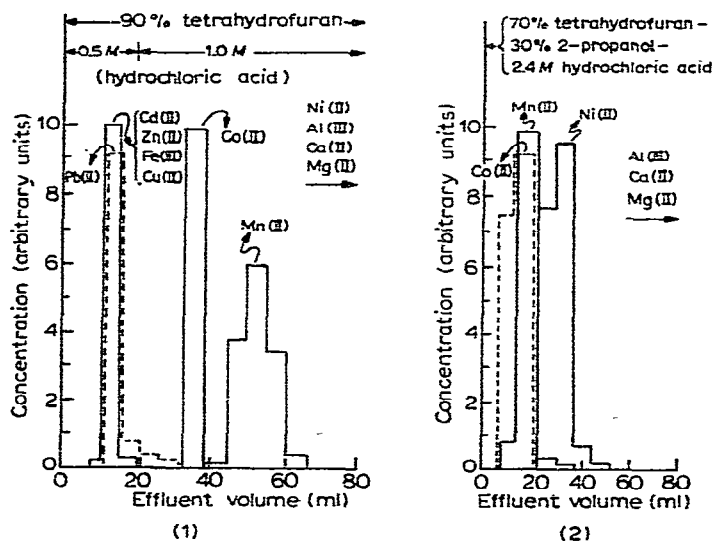 90% tetrahydrofuran
0.5 M
1.0 M
(hydrochloric acid)
Cd(II)
Zn(II)
Fe(III)
Cu(II)
Pb(II)
Co(II)
Ni(II)
Al(III)
Ca(II)
Mg(II)
Mn(II)
Concentration (arbitrary units)
10
8
6
4
2
0
0
20
40
60
80
Effluent volume (ml)
(1)
70% tetrahydrofuran-
30% 2-propanol-
2.4M hydrochloric acid
Mn(II)
Ni(II)
Co(II)
Al(III)
Ca(II)
Mg(II)
Concentration (arbitrary units)
10
8
6
4
2
0
0
20
40
60
80
Effluent volume (ml)
(2)